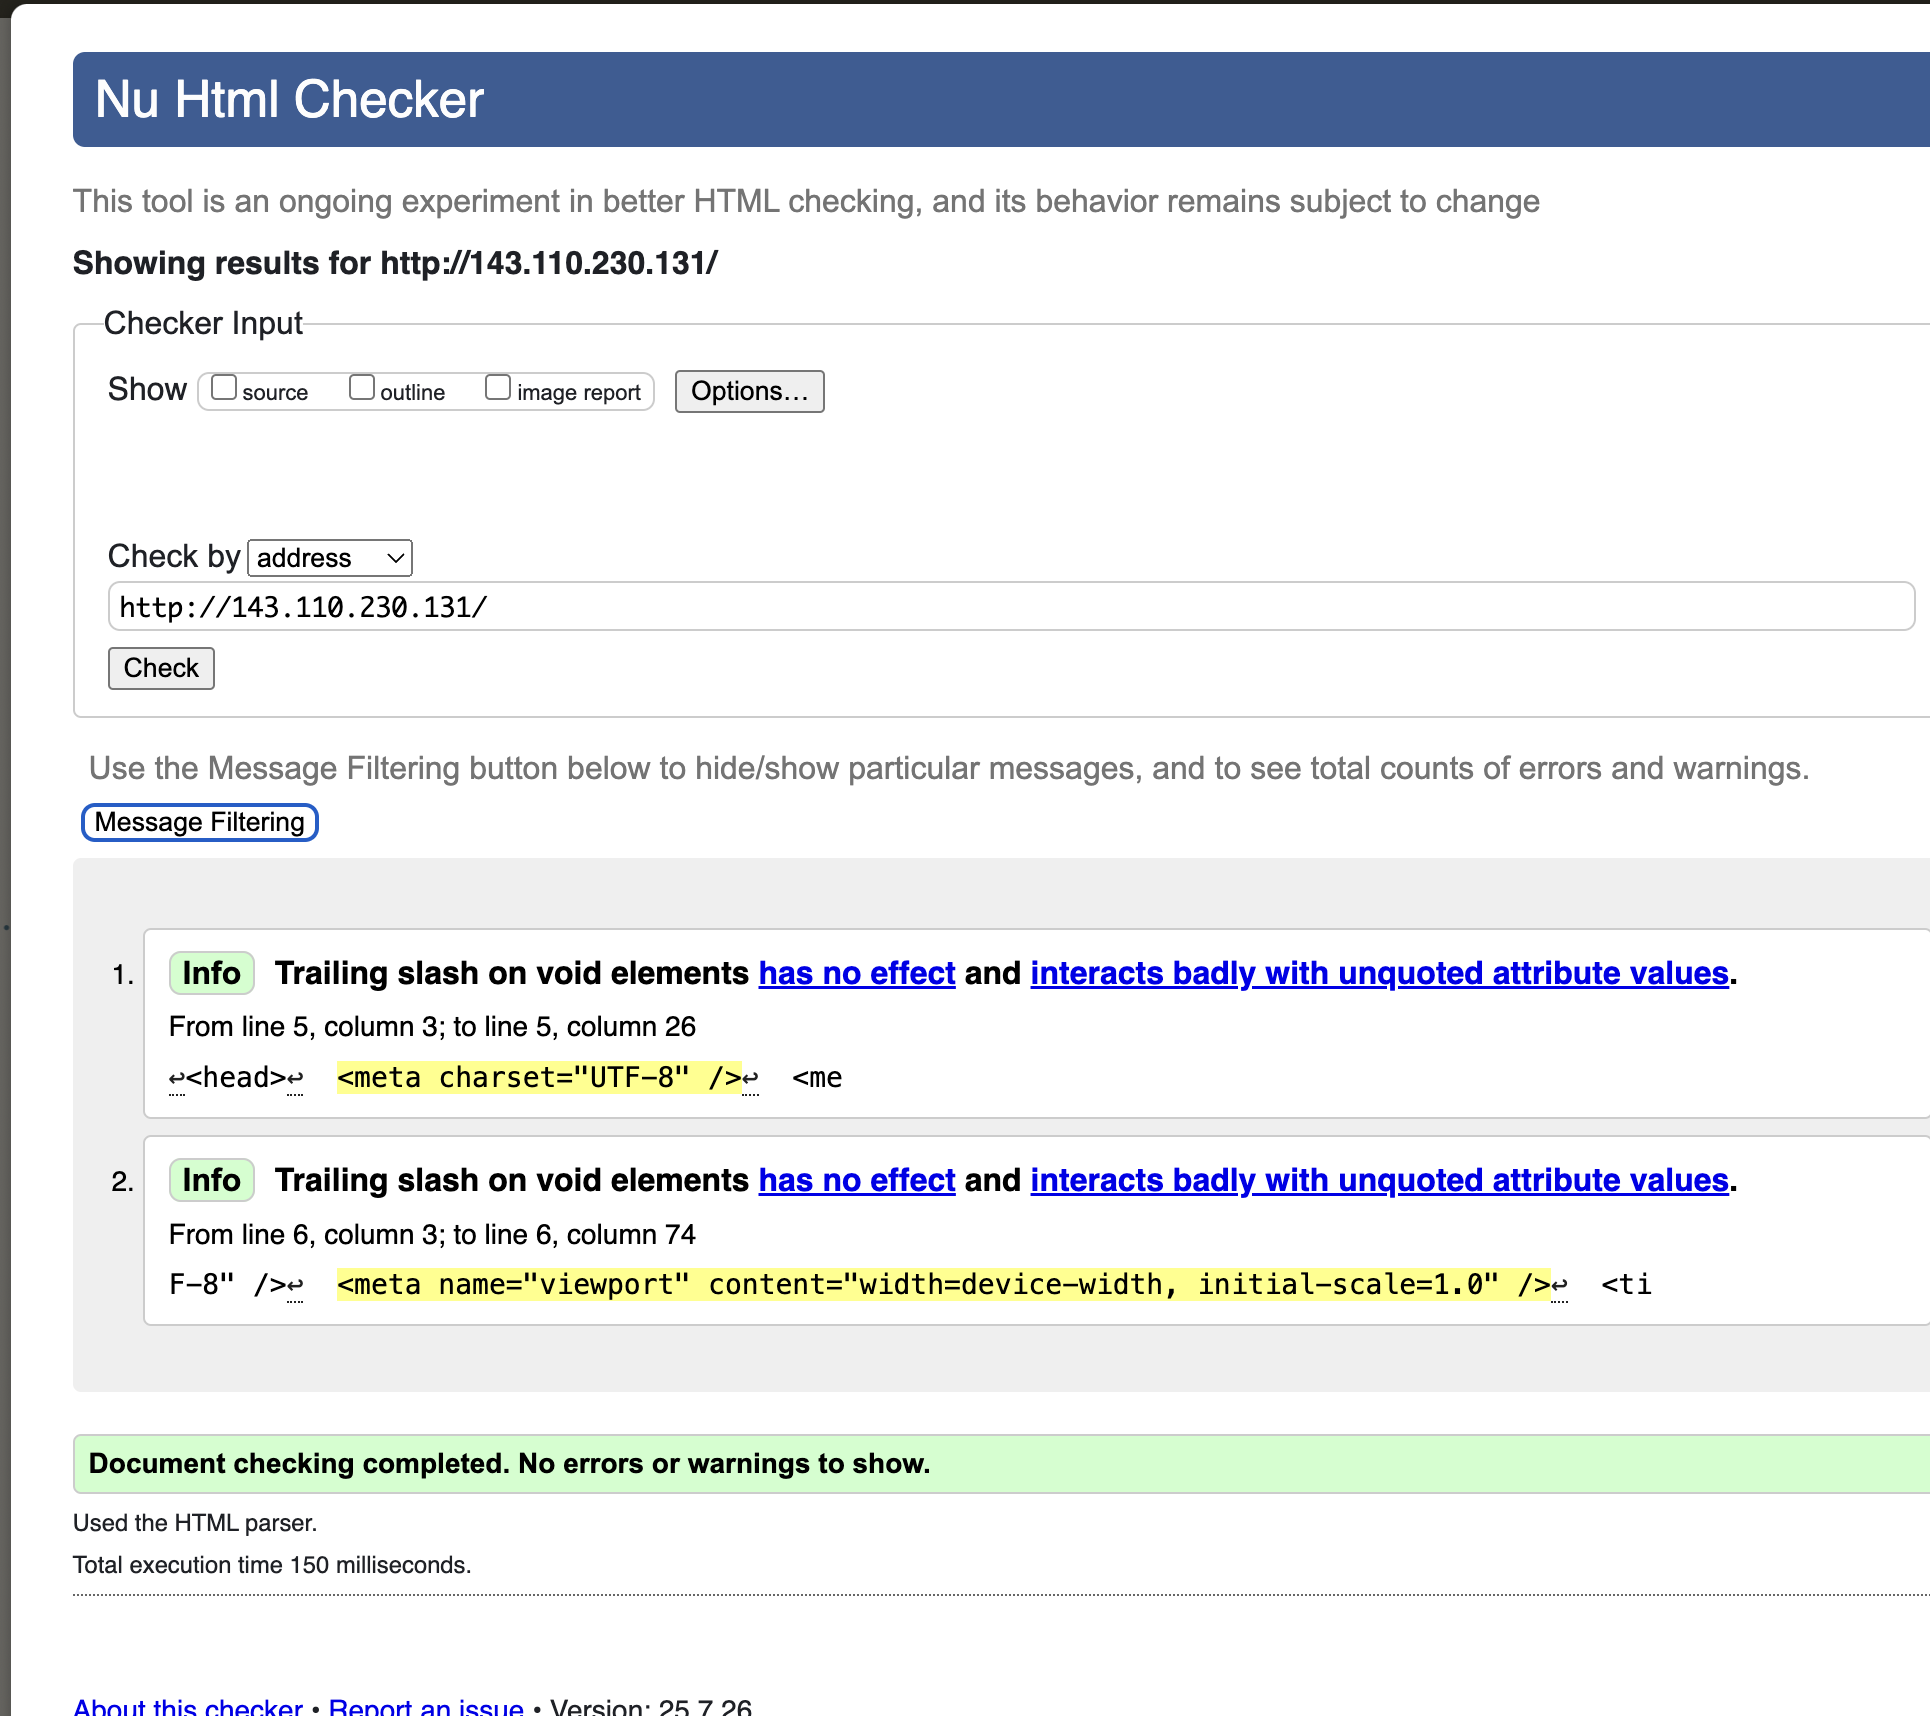 Nu Html Checker
This tool is an ongoing experiment in better HTML checking, and its behavior remains subject to change
Showing results for http://143.110.230.131/
Checker Input
Show source outline image report Options…
Check by address
http://143.110.230.131/
Check
Use the Message Filtering button below to hide/show particular messages, and to see total counts of errors and warnings.
Message Filtering
1. Info Trailing slash on void elements has no effect and interacts badly with unquoted attribute values.
From line 5, column 3; to line 5, column 26
↩<head>↩  <meta charset="UTF-8" />↩  <me
2. Info Trailing slash on void elements has no effect and interacts badly with unquoted attribute values.
From line 6, column 3; to line 6, column 74
F-8" />↩  <meta name="viewport" content="width=device-width, initial-scale=1.0" />↩  <ti
Document checking completed. No errors or warnings to show.
Used the HTML parser.
Total execution time 150 milliseconds.
About this checker • Report an issue • Version: 25.7.26